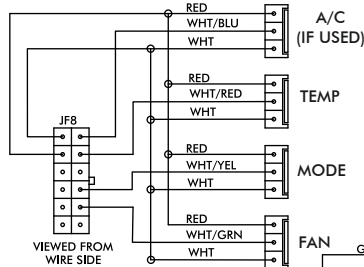 RED
WHT/BLU
WHT
A/C
(IF USED)
RED
WHT/RED
WHT
TEMP
JF8
RED
WHT/YEL
WHT
MODE
RED
WHT/GRN
WHT
FAN
VIEWED FROM
WIRE SIDE
G